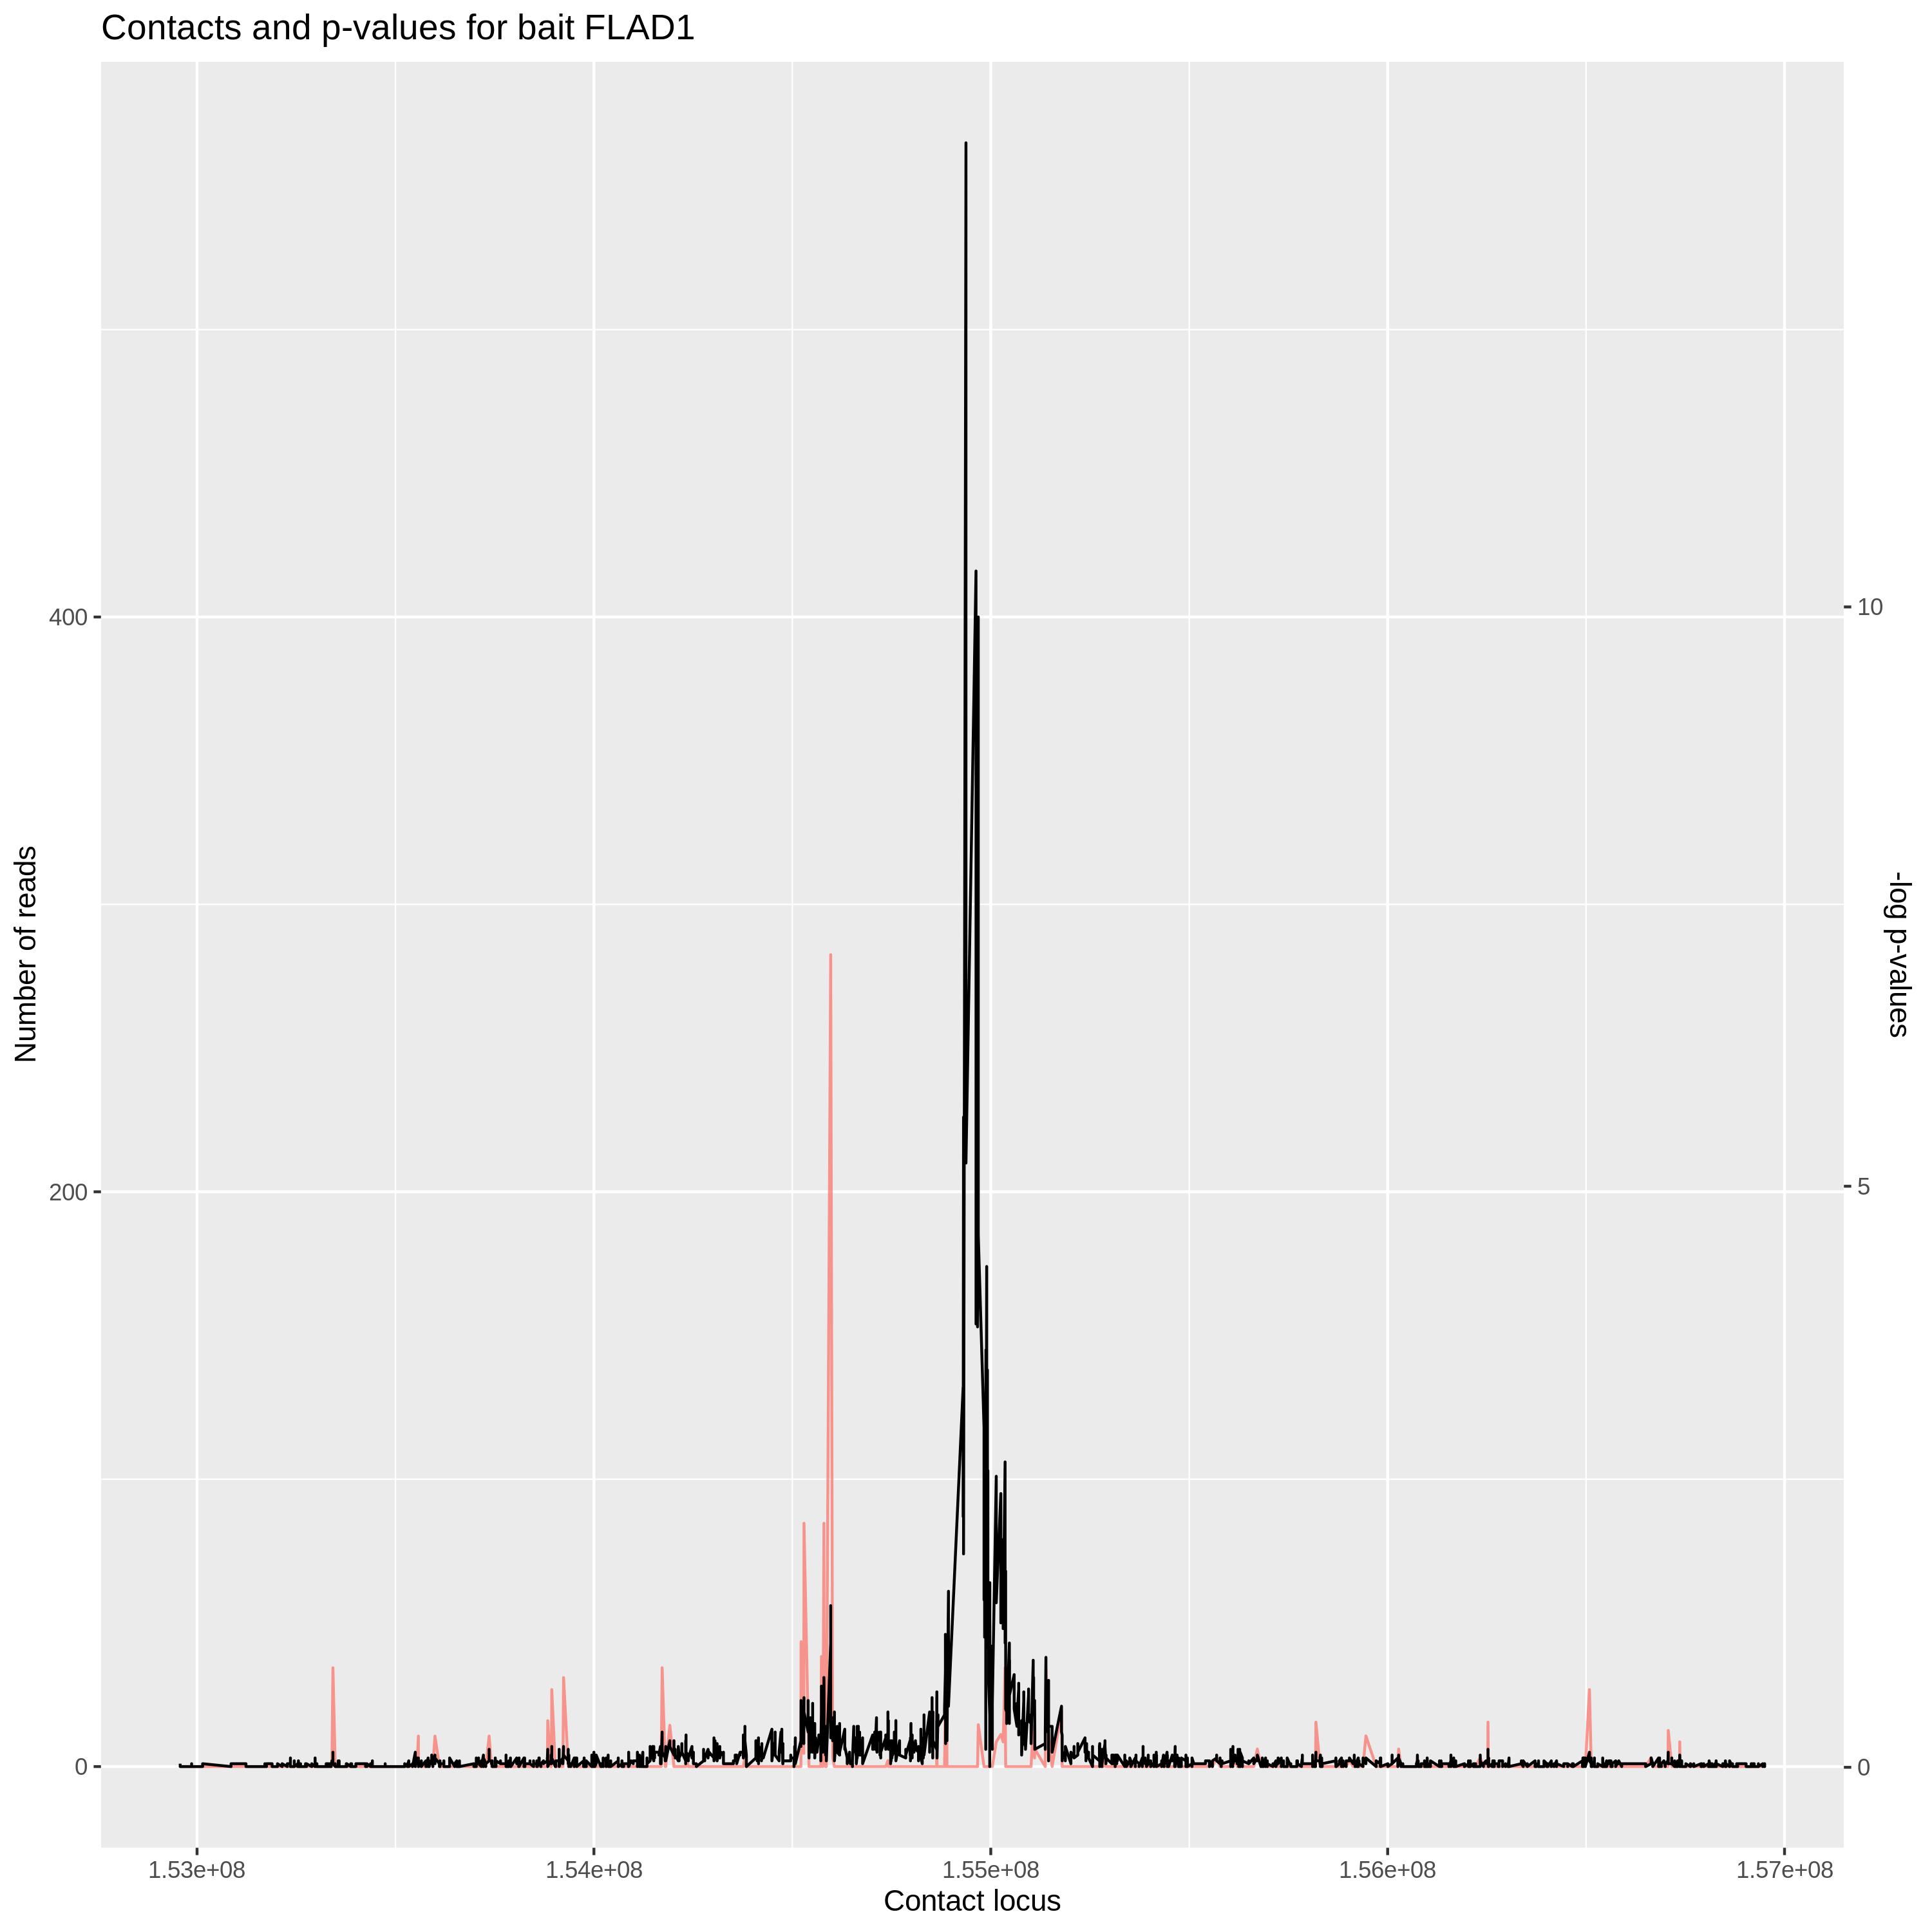 Contacts and p-values for bait FLAD1
Number of reads
400
200
0
10
5
0
-log p-values
1.53e+08
1.54e+08
1.55e+08
1.56e+08
1.57e+08
Contact locus